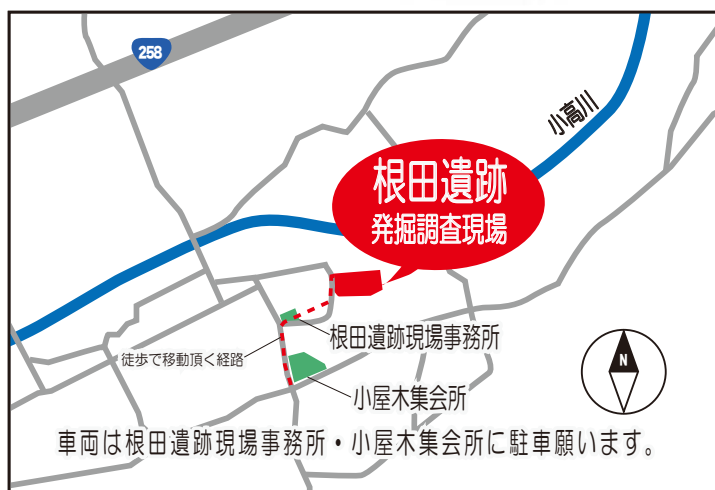 258
小高川
根田遺跡
発掘調査現場
根田遺跡現場事務所
徒歩で移動頂く経路
小屋木集会所
N
車両は根田遺跡現場事務所・小屋木集会所に駐車願います。